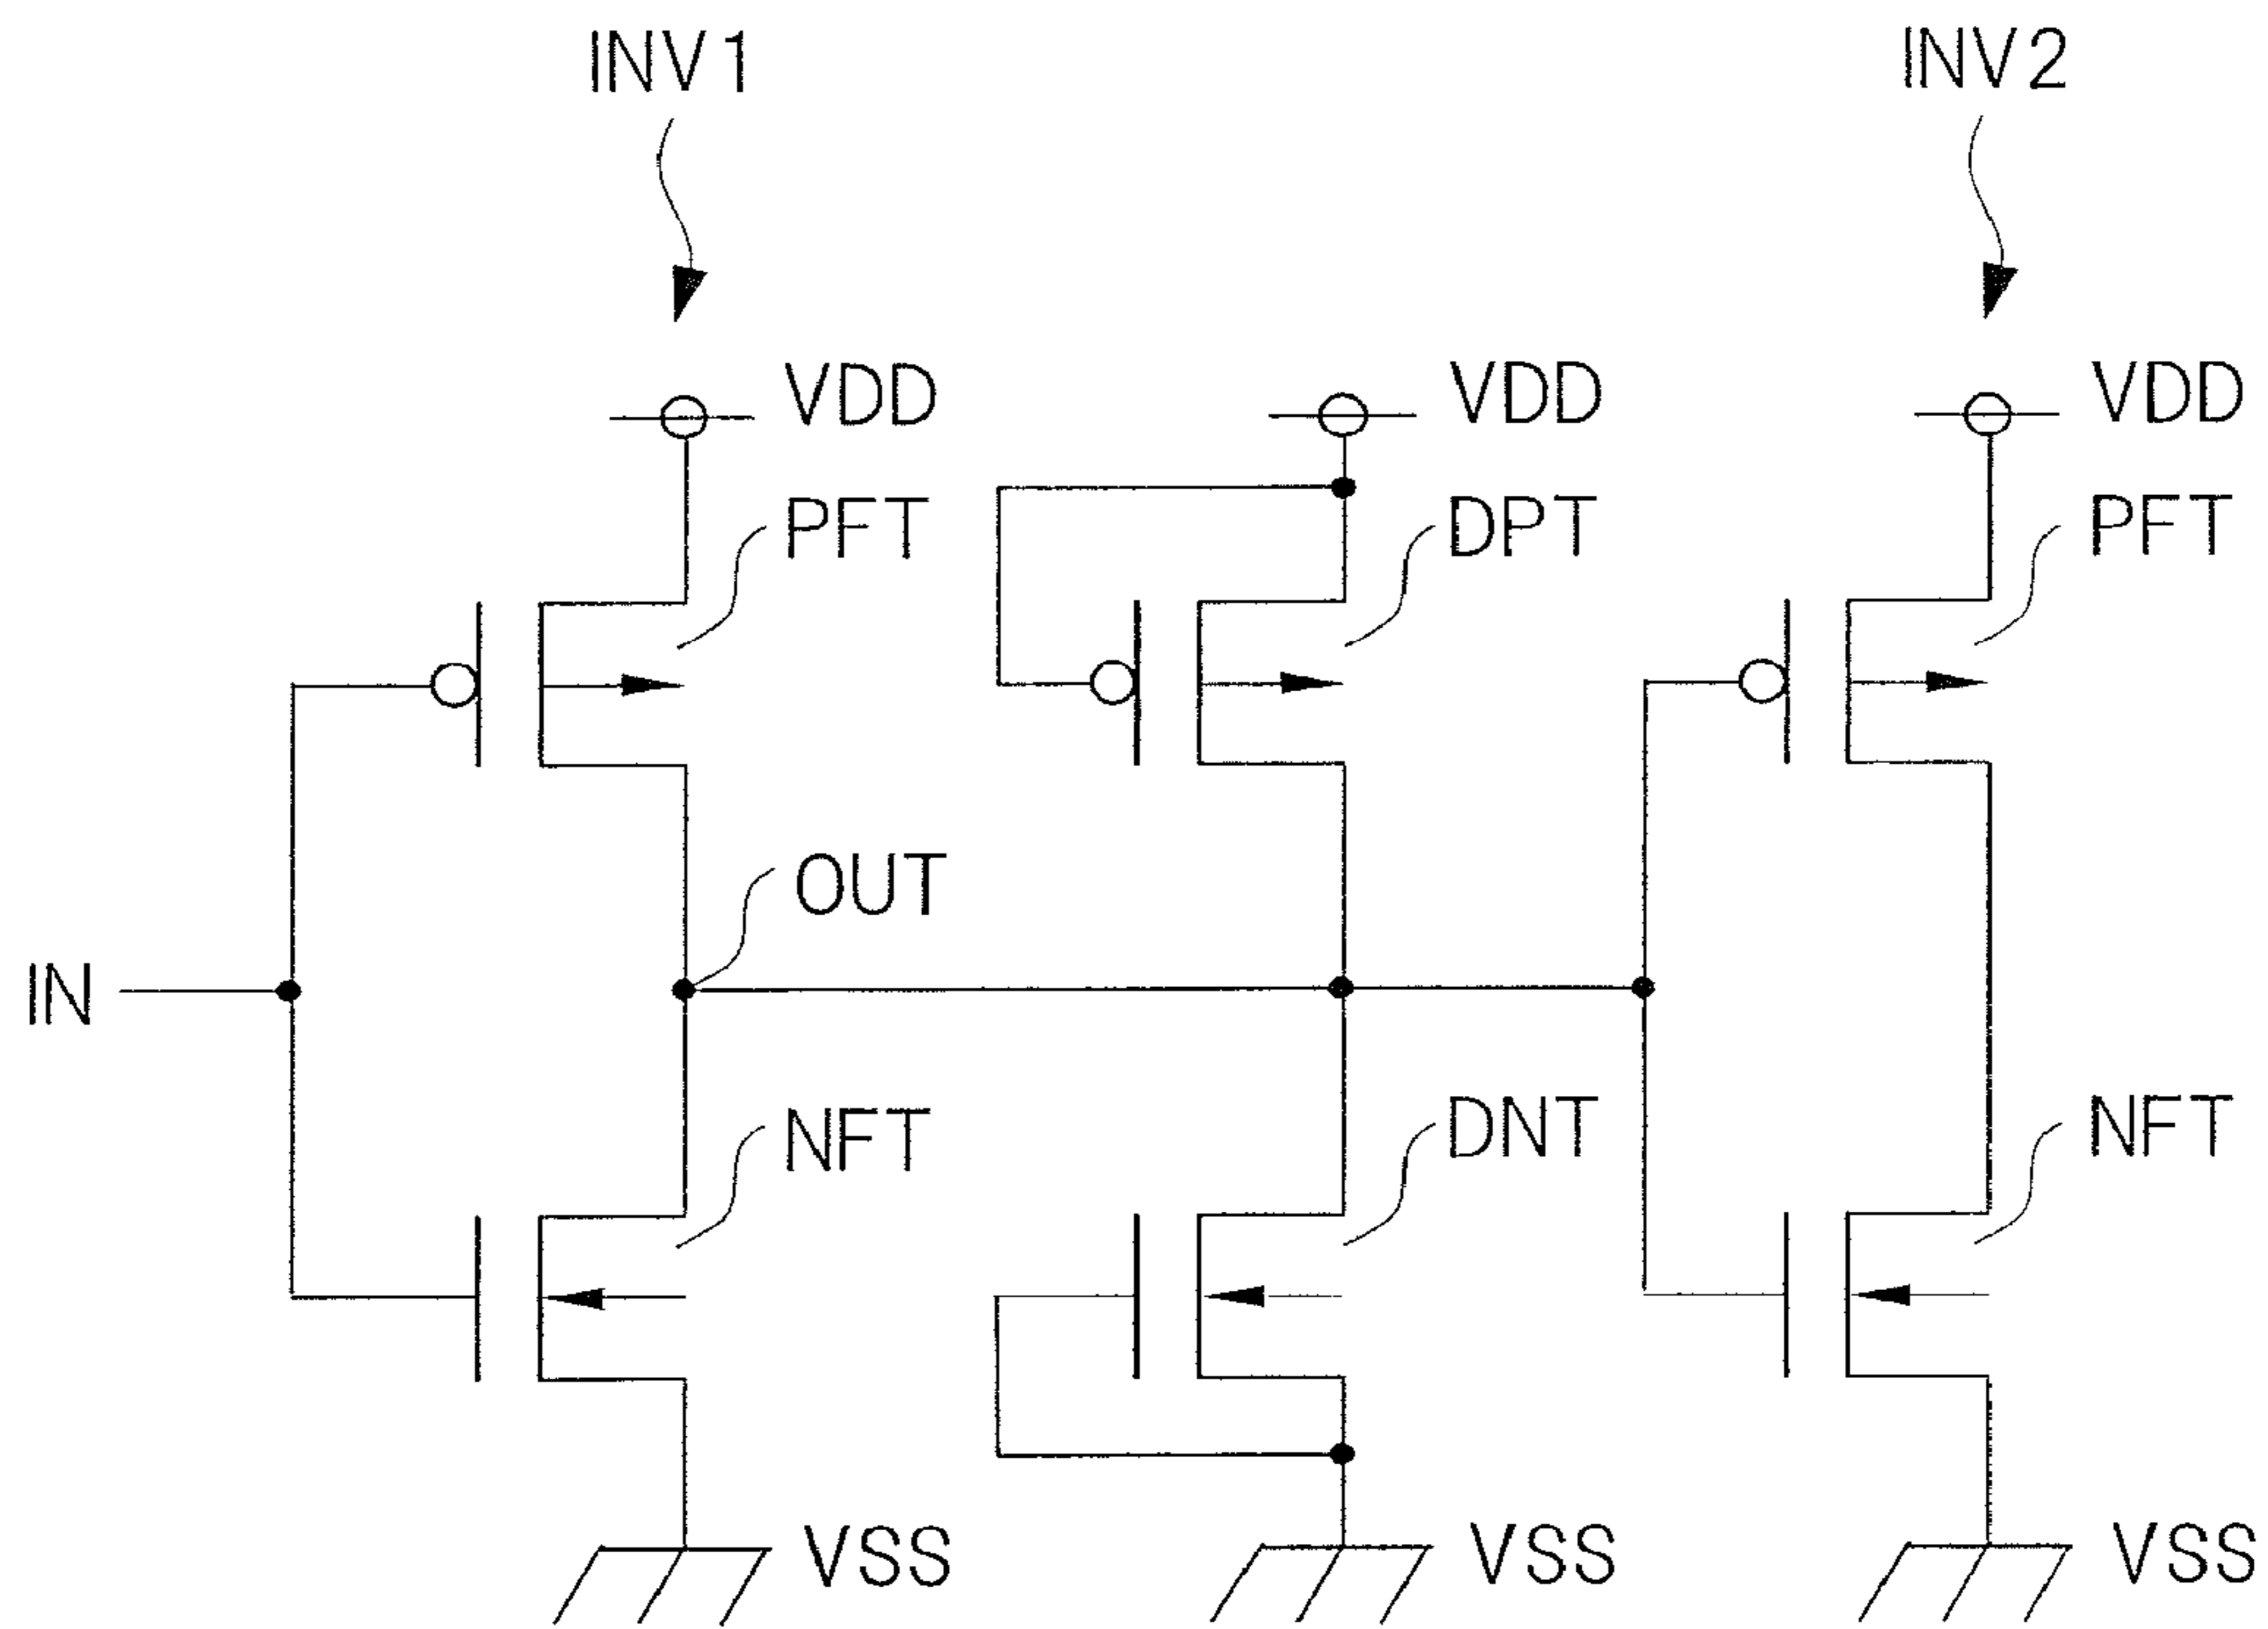 INV1 INV2
VDD VDD VDD
PFT DPT PFT
OUT
IN
NFT DNT NFT
VSS VSS VSS